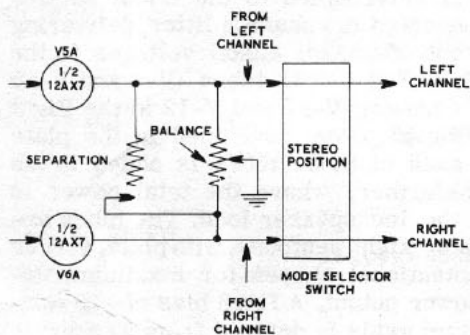 FROM
LEFT
CHANNEL
V5A
1/2
12AX7
LEFT
CHANNEL
BALANCE
SEPARATION
STEREO
POSITION
1/2
12AX7
RIGHT
CHANNEL
V6A
MODE SELECTOR
SWITCH
FROM
RIGHT
CHANNEL